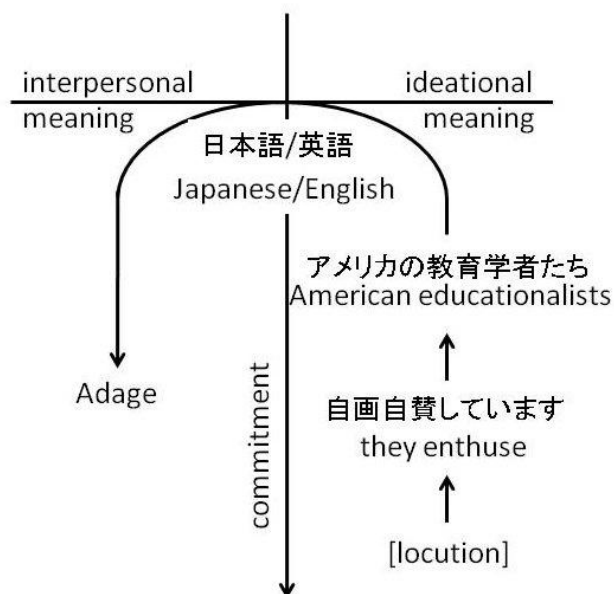 interpersonal
meaning
ideational
meaning
日本語/英語
Japanese/English
アメリカの教育学者たち
American educationalists
Adage
commitment
自画自賛しています
they enthuse
[locution]